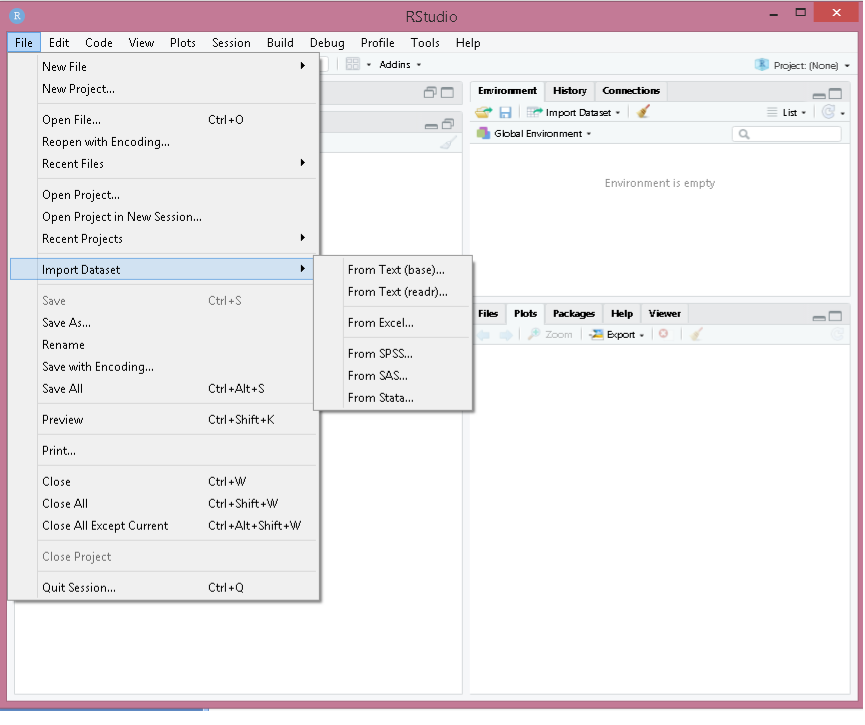 R RStudio
File Edit Code View Plots Session Build Debug Profile Tools Help
Addins Project: (None)
New File
New Project...
Open File... Ctrl+O
Reopen with Encoding...
Recent Files
Open Project...
Open Project in New Session...
Recent Projects
Import Dataset
Save Ctrl+S
Save As...
Rename
Save with Encoding...
Save All Ctrl+Alt+S
Preview Ctrl+Shift+K
Print...
Close Ctrl+W
Close All Ctrl+Shift+W
Close All Except Current Ctrl+Alt+Shift+W
Close Project
Quit Session... Ctrl+Q
From Text (base)...
From Text (readr)...
From Excel...
From SPSS...
From SAS...
From Stata...
Environment History Connections
Import Dataset List
Global Environment
Environment is empty
Files Plots Packages Help Viewer
Zoom Export